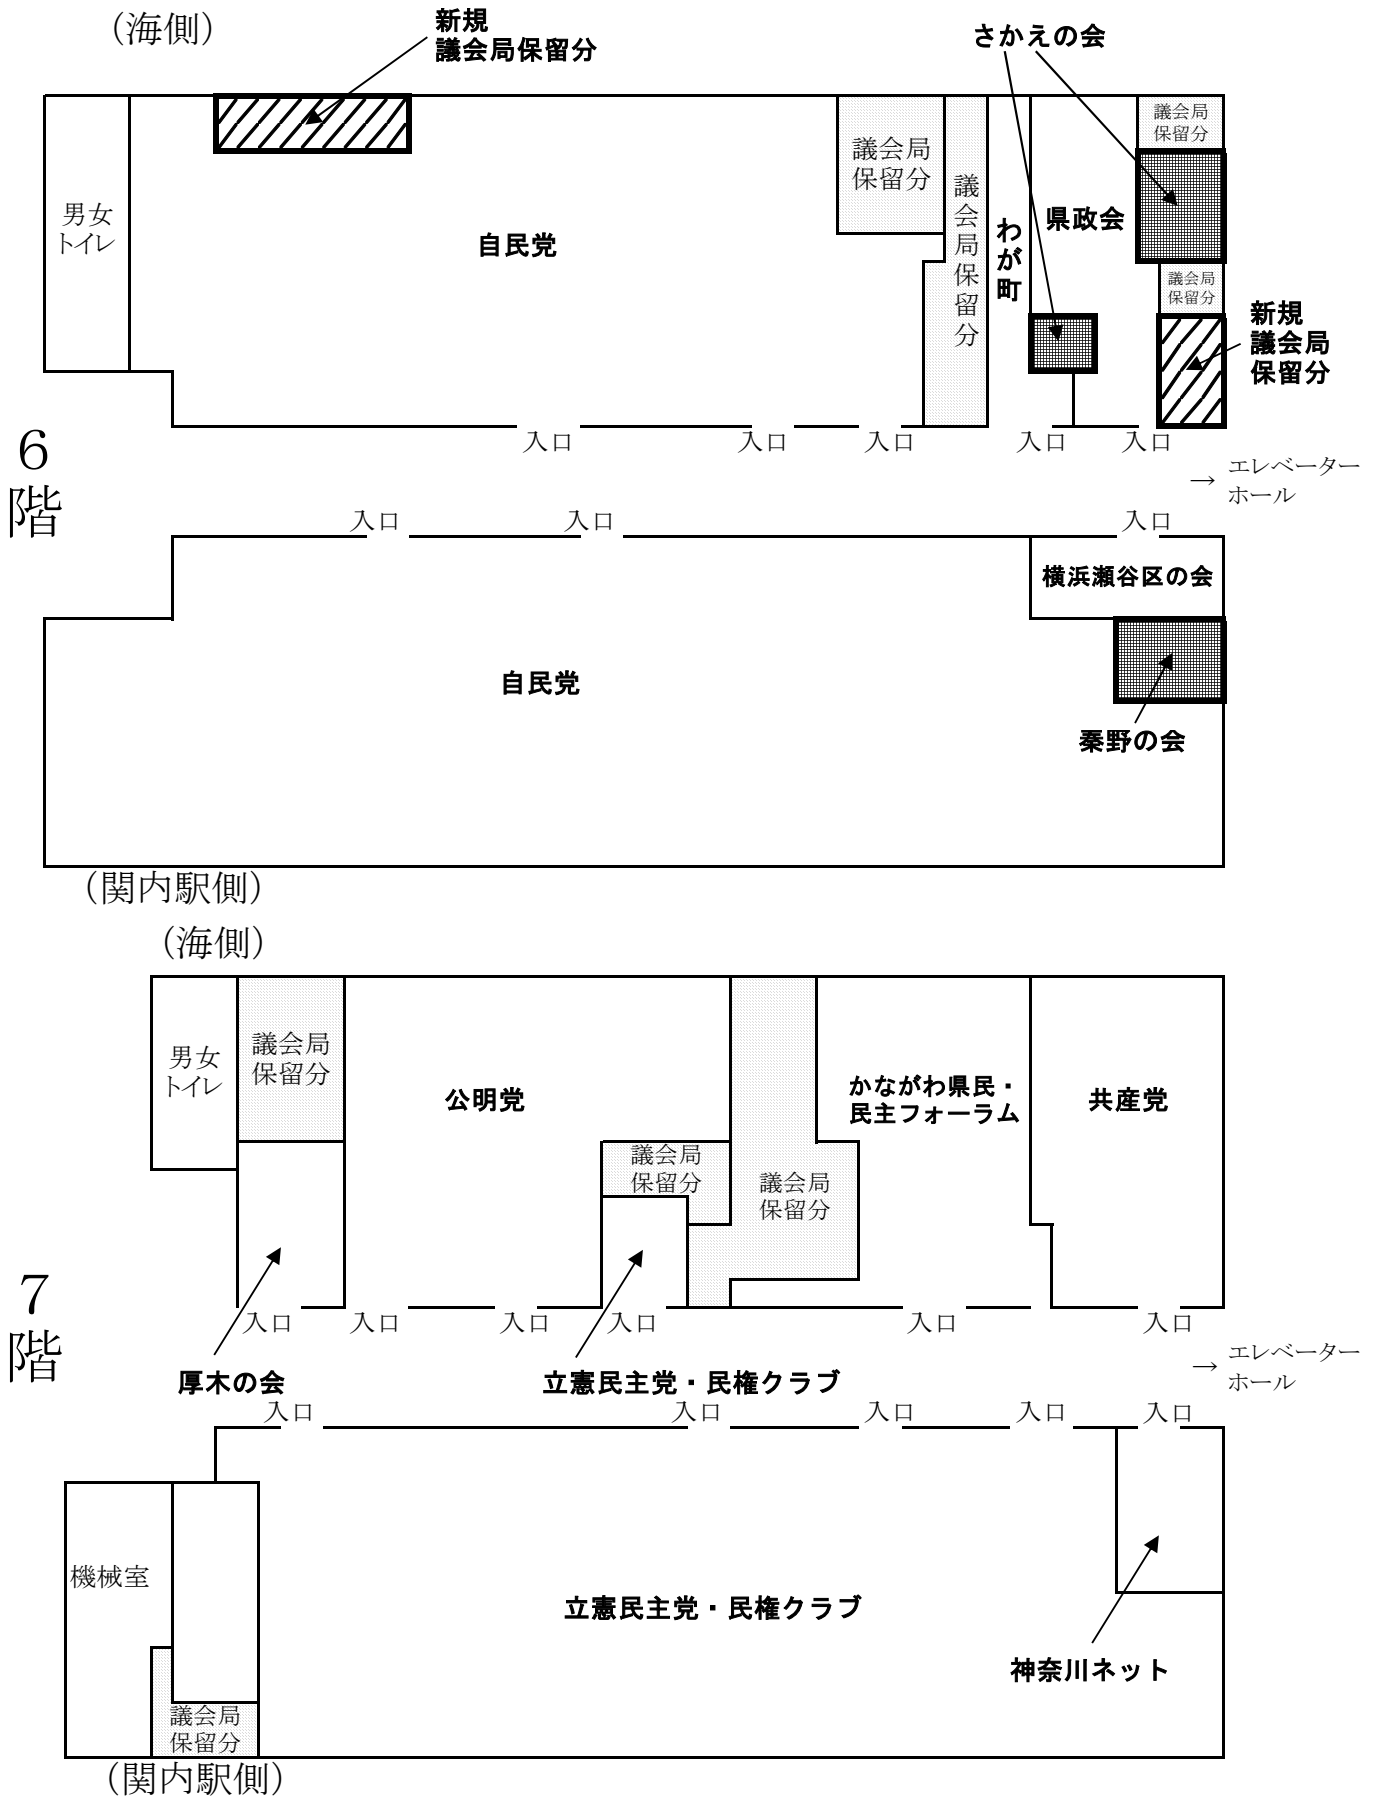 （海側）
新規
議会局保留分
さかえの会
議会局
保留分
議会局
保留分
男女
トイレ
自民党
議会局保留分
わが町
県政会
議会局
保留分
新規
議会局
保留分
6
階
入口
入口
入口
入口
入口
→ エレベーター
ホール
入口
入口
入口
横浜瀬谷区の会
自民党
秦野の会
（関内駅側）
（海側）
男女
トイレ
議会局
保留分
公明党
かながわ県民・
民主フォーラム
共産党
議会局
保留分
議会局
保留分
7
階
入口
入口
入口
入口
入口
入口
→ エレベーター
ホール
厚木の会
立憲民主党・民権クラブ
入口
入口
入口
入口
入口
機械室
立憲民主党・民権クラブ
神奈川ネット
議会局
保留分
（関内駅側）